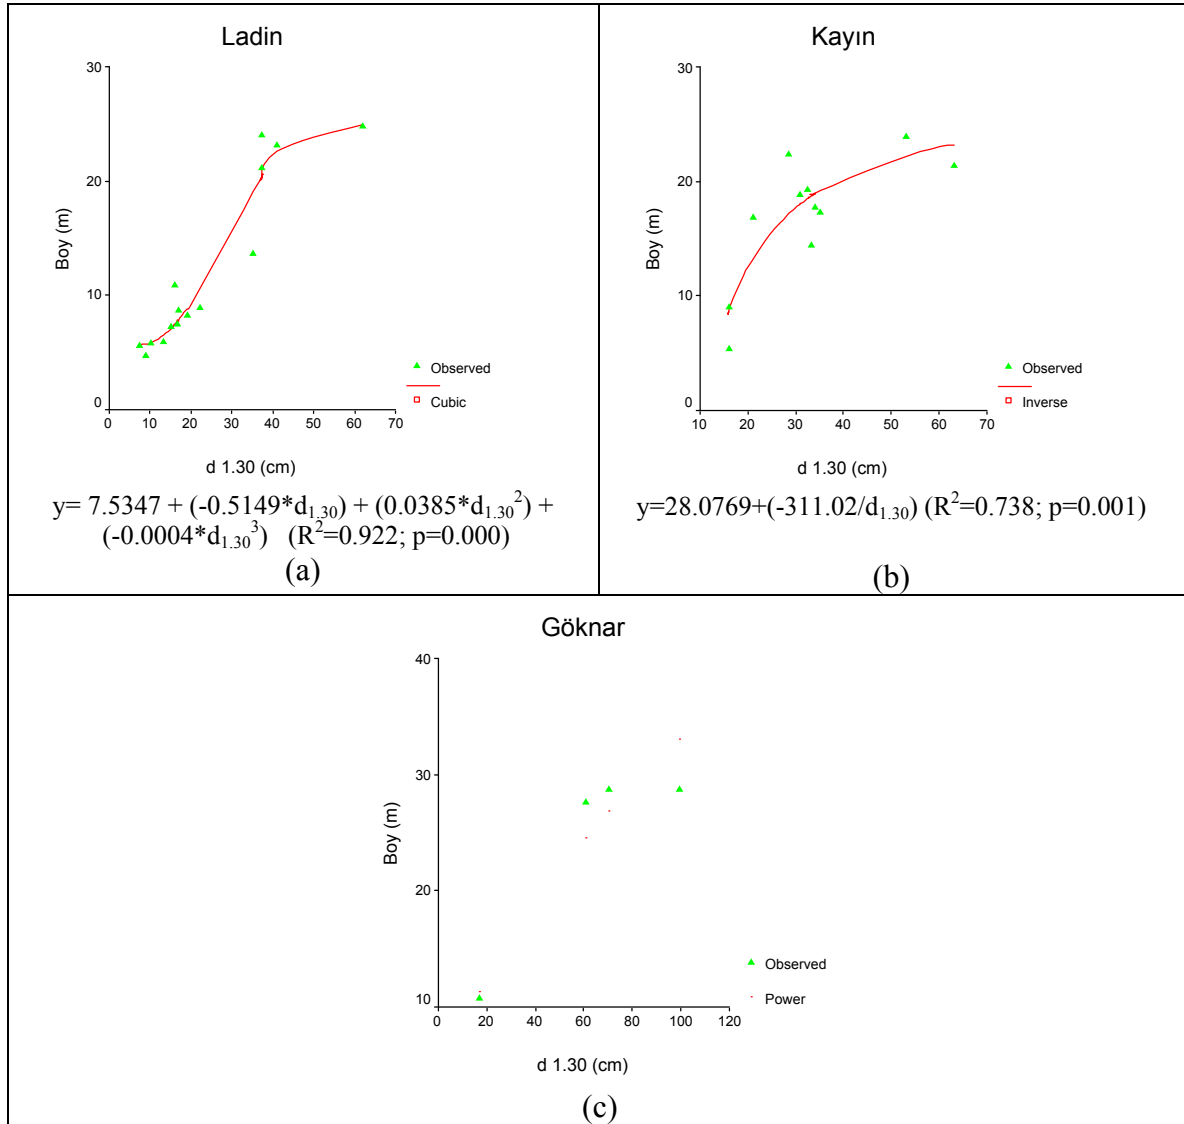 Ladin
30
20
10
0
Boy (m)
0 10 20 30 40 50 60 70
d 1.30 (cm)
Observed
Cubic
y= 7.5347 + (-0.5149*d₁.₃₀) + (0.0385*d₁.₃₀²) +
(-0.0004*d₁.₃₀³) (R²=0.922; p=0.000)
(a)
Kayın
30
20
10
0
Boy (m)
10 20 30 40 50 60 70
d 1.30 (cm)
Observed
Inverse
y=28.0769+(-311.02/d₁.₃₀) (R²=0.738; p=0.001)
(b)
Göknar
40
30
20
10
Boy (m)
0 20 40 60 80 100 120
d 1.30 (cm)
Observed
Power
(c)